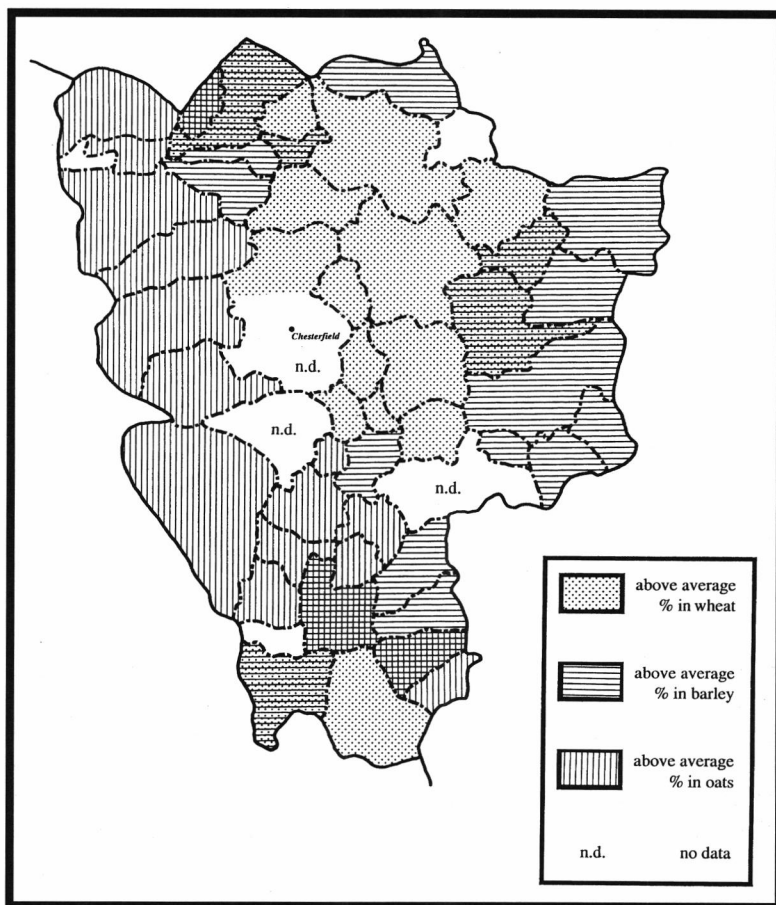 Chesterfield
n.d.
n.d.
n.d.
above average
% in wheat
above average
% in barley
above average
% in oats
n.d. no data